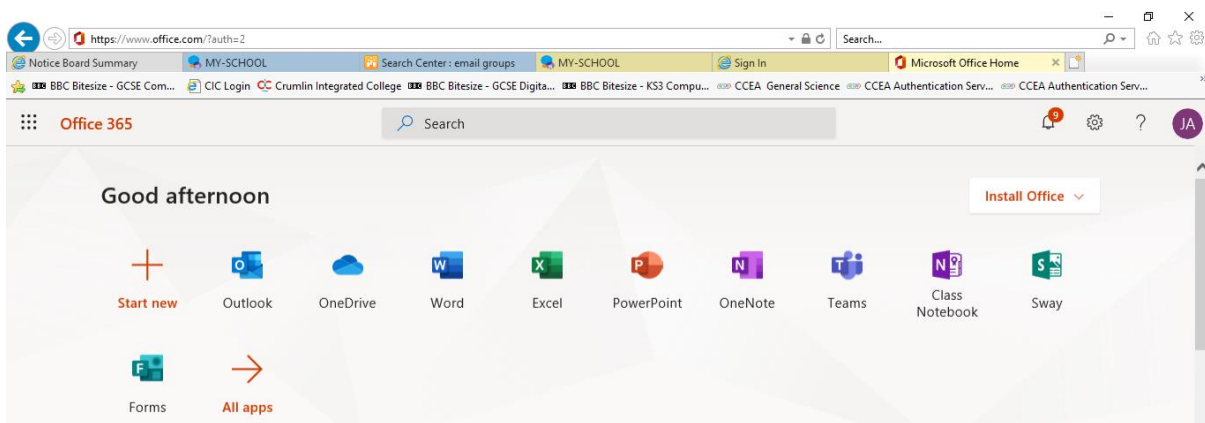 https://www.office.com/?auth=2
Search...
Notice Board Summary
MY-SCHOOL
Search Center : email groups
MY-SCHOOL
Sign In
Microsoft Office Home
BBC Bitesize - GCSE Com...
CIC Login
Crumlin Integrated College
BBC Bitesize - GCSE Digita...
BBC Bitesize - KS3 Compu...
CCEA General Science
CCEA Authentication Serv...
CCEA Authentication Serv...
Office 365
Search
9
JA
Good afternoon
Install Office
Start new
Outlook
OneDrive
Word
Excel
PowerPoint
OneNote
Teams
Class
Notebook
Sway
Forms
All apps